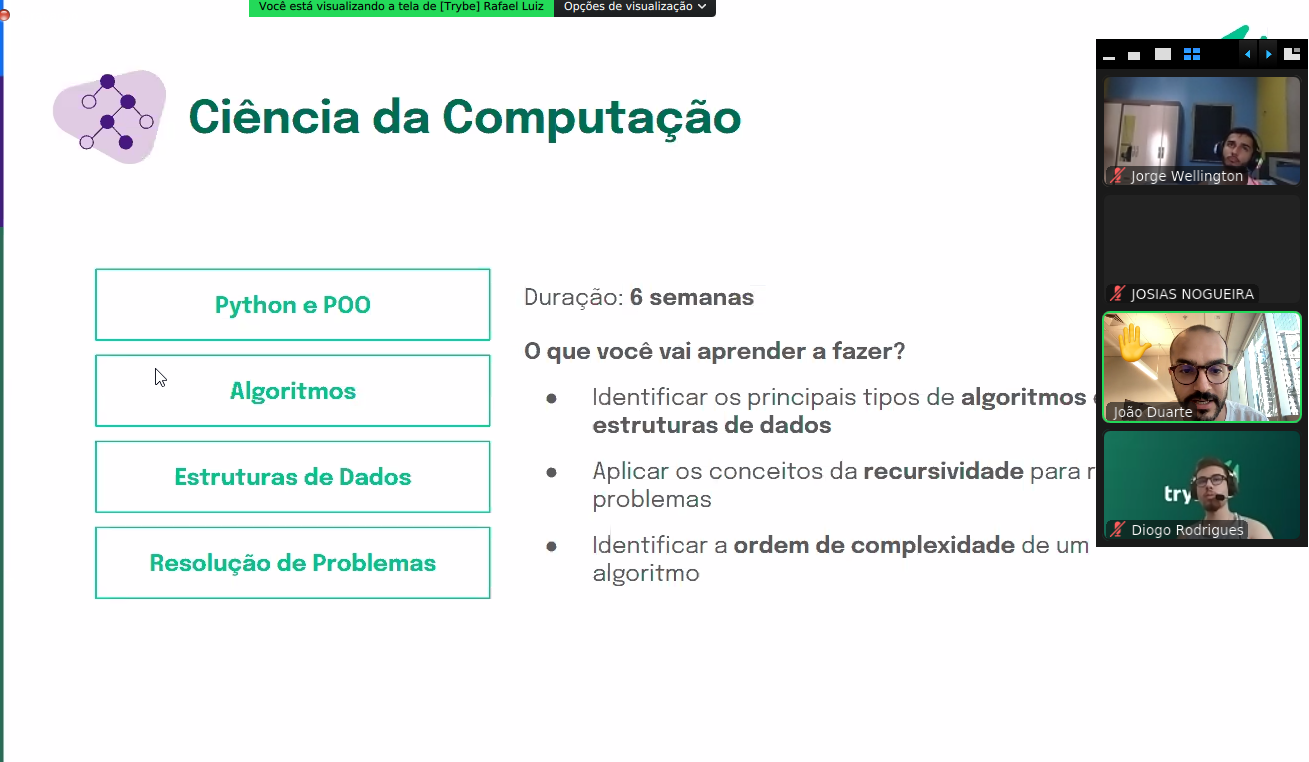 Você está visualizando a tela de [Trybe] Rafael Luiz
Opções de visualização
Ciência da Computação
Python e POO
Algoritmos
Estruturas de Dados
Resolução de Problemas
Duração: 6 semanas
O que você vai aprender a fazer?
Identificar os principais tipos de algoritmos
estruturas de dados
Aplicar os conceitos da recursividade para
problemas
Identificar a ordem de complexidade de um
algoritmo
Jorge Wellington
JOSIAS NOGUEIRA
João Duarte
try
Diogo Rodrigues